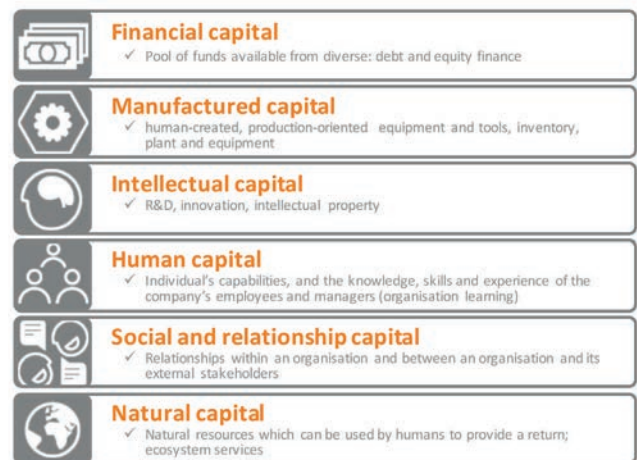 Financial capital
✓ Pool of funds available from diverse: debt and equity finance
Manufactured capital
✓ human-created, production-oriented equipment and tools, inventory,
plant and equipment
Intellectual capital
✓ R&D, innovation, intellectual property
Human capital
✓ Individual's capabilities, and the knowledge, skills and experience of the
company's employees and managers (organisation learning)
Social and relationship capital
✓ Relationships within an organisation and between an organisation and its
external stakeholders
Natural capital
✓ Natural resources which can be used by humans to provide a return;
ecosystem services